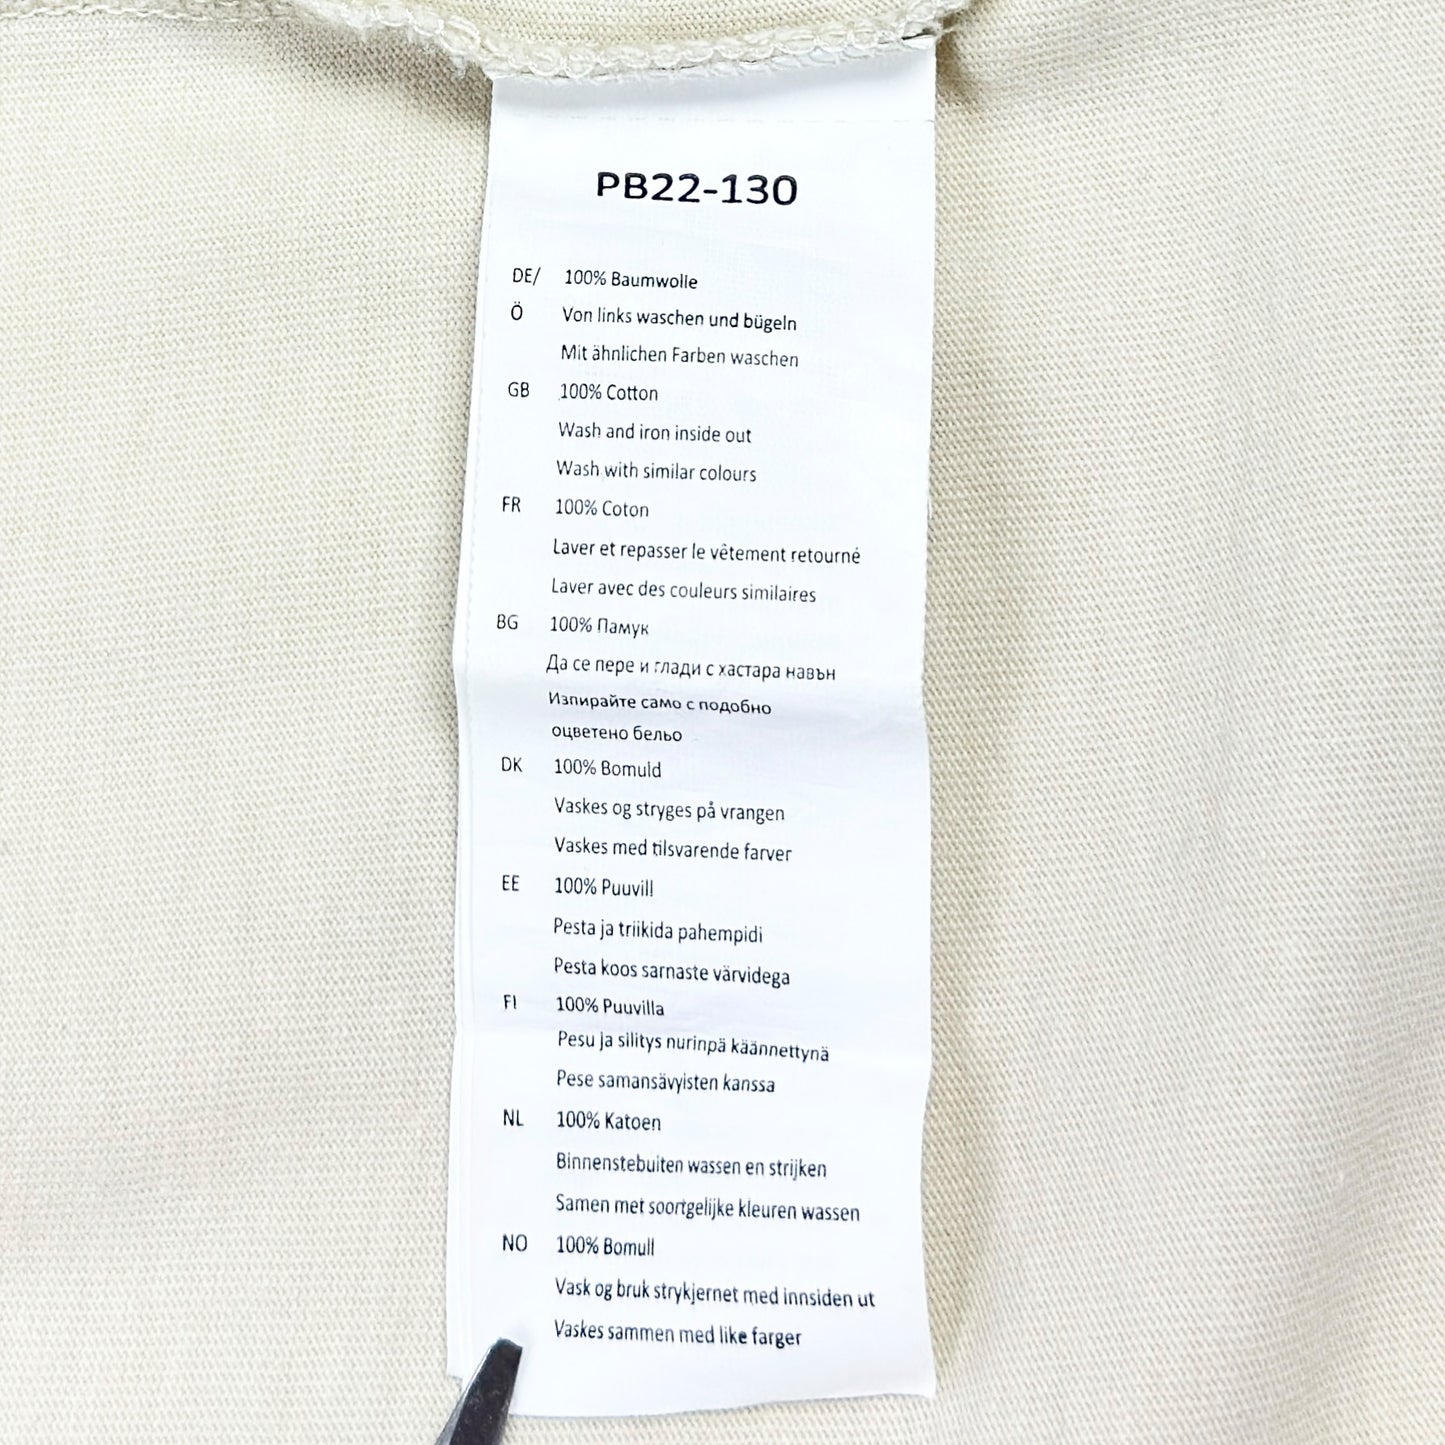 PB22-130
DE/ 100% Baumwolle
Ö Von links waschen und bügeln
Mit ähnlichen Farben waschen
GB 100% Cotton
Wash and iron inside out
Wash with similar colours
FR 100% Coton
Laver et repasser le vêtement retourné
Laver avec des couleurs similaires
BG 100% Памук
Да се пере и глади с хастара навън
Изпирайте само с подобно
оцветено бельо
DK 100% Bomuld
Vaskes og stryges på vrangen
Vaskes med tilsvarende farver
EE 100% Puuvill
Pesta ja triikida pahempidi
Pesta koos sarnaste värvidega
FI 100% Puuvilla
Pesu ja silitys nurinpä käännettynä
Pese samansävyisten kanssa
NL 100% Katoen
Binnenstebuiten wassen en strijken
Samen met soortgelijke kleuren wassen
NO 100% Bomull
Vask og bruk strykjernet med innsiden ut
Vaskes sammen med like farger